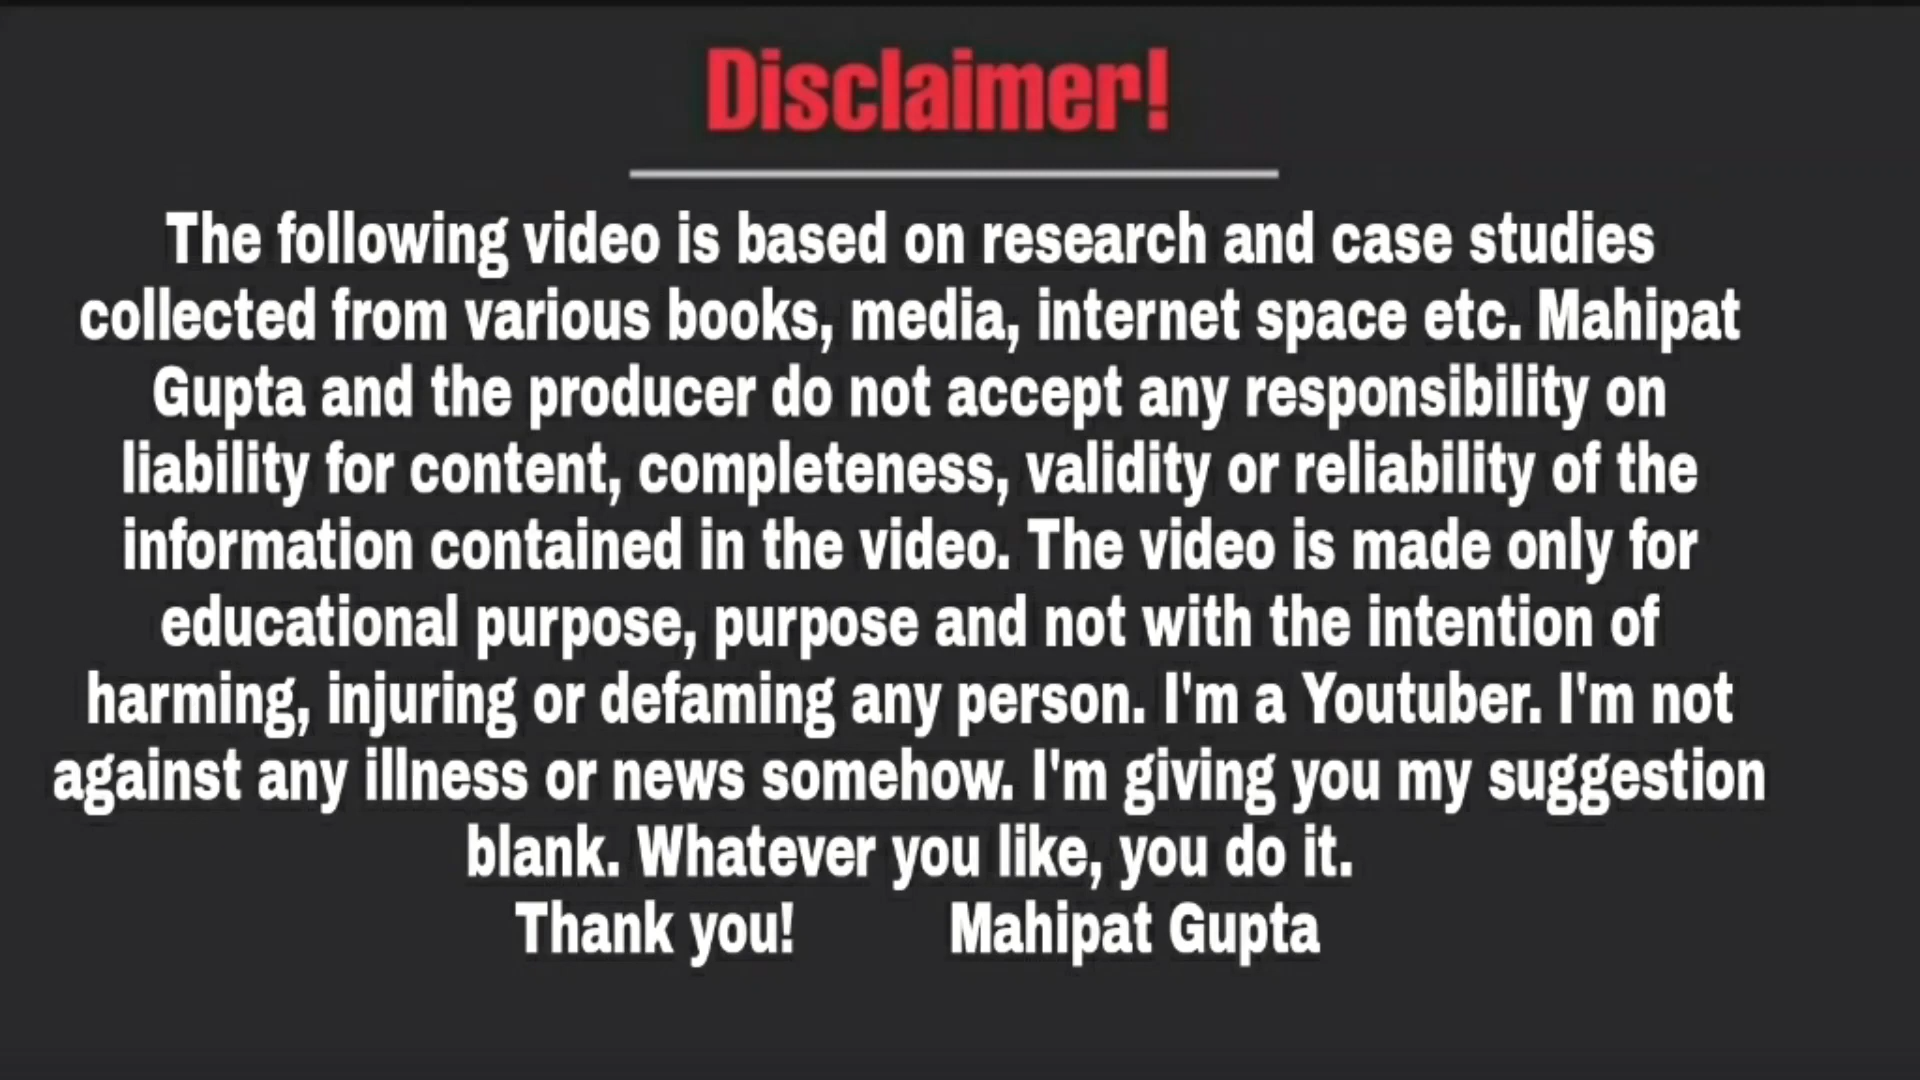 Disclaimer!
The following video is based on research and case studies
collected from various books, media, internet space etc. Mahipat
Gupta and the producer do not accept any responsibility on
liability for content, completeness, validity or reliability of the
information contained in the video. The video is made only for
educational purpose, purpose and not with the intention of
harming, injuring or defaming any person. I'm a Youtuber. I'm not
against any illness or news somehow. I'm giving you my suggestion
blank. Whatever you like, you do it.
Thank you! Mahipat Gupta